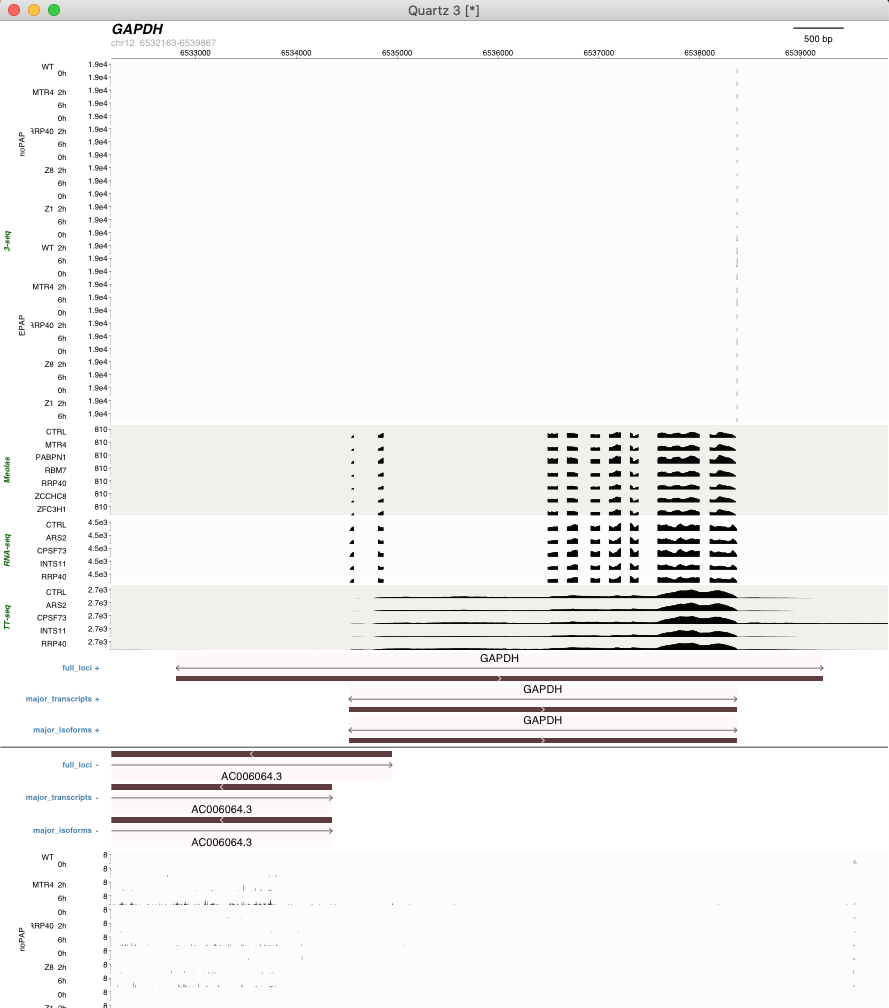 Quartz 3 [*]
GAPDH
chr12 6532163-6539867
500 bp
6533000 6534000 6535000 6536000 6537000 6538000 6539000
3-seq
noPAP
WT 1.9e4
0h 1.9e4
MTR4 2h 1.9e4
6h 1.9e4
0h 1.9e4
RRP40 2h 1.9e4
6h 1.9e4
0h 1.9e4
Z8 2h 1.9e4
6h 1.9e4
0h 1.9e4
Z1 2h 1.9e4
6h 1.9e4
EPAP
0h 1.9e4
WT 2h 1.9e4
6h 1.9e4
0h 1.9e4
MTR4 2h 1.9e4
6h 1.9e4
0h 1.9e4
RRP40 2h 1.9e4
6h 1.9e4
0h 1.9e4
Z8 2h 1.9e4
6h 1.9e4
0h 1.9e4
Z1 2h 1.9e4
6h 1.9e4
Meolas
CTRL 810
MTR4 810
PABPN1 810
RBM7 810
RRP40 810
ZCCHC8 810
ZFC3H1 810
RNA-seq
CTRL 4.5e3
ARS2 4.5e3
CPSF73 4.5e3
INTS11 4.5e3
RRP40 4.5e3
TT-seq
CTRL 2.7e3
ARS2 2.7e3
CPSF73 2.7e3
INTS11 2.7e3
RRP40 2.7e3
GAPDH
full_loci +
GAPDH
major_transcripts +
GAPDH
major_isoforms +
full_loci -
AC006064.3
major_transcripts -
AC006064.3
major_isoforms -
AC006064.3
noPAP
WT 8
0h 8
MTR4 2h 8
6h 8
0h 8
RRP40 2h 8
6h 8
0h 8
Z8 2h 8
6h 8
0h 8
Z1 2h 8